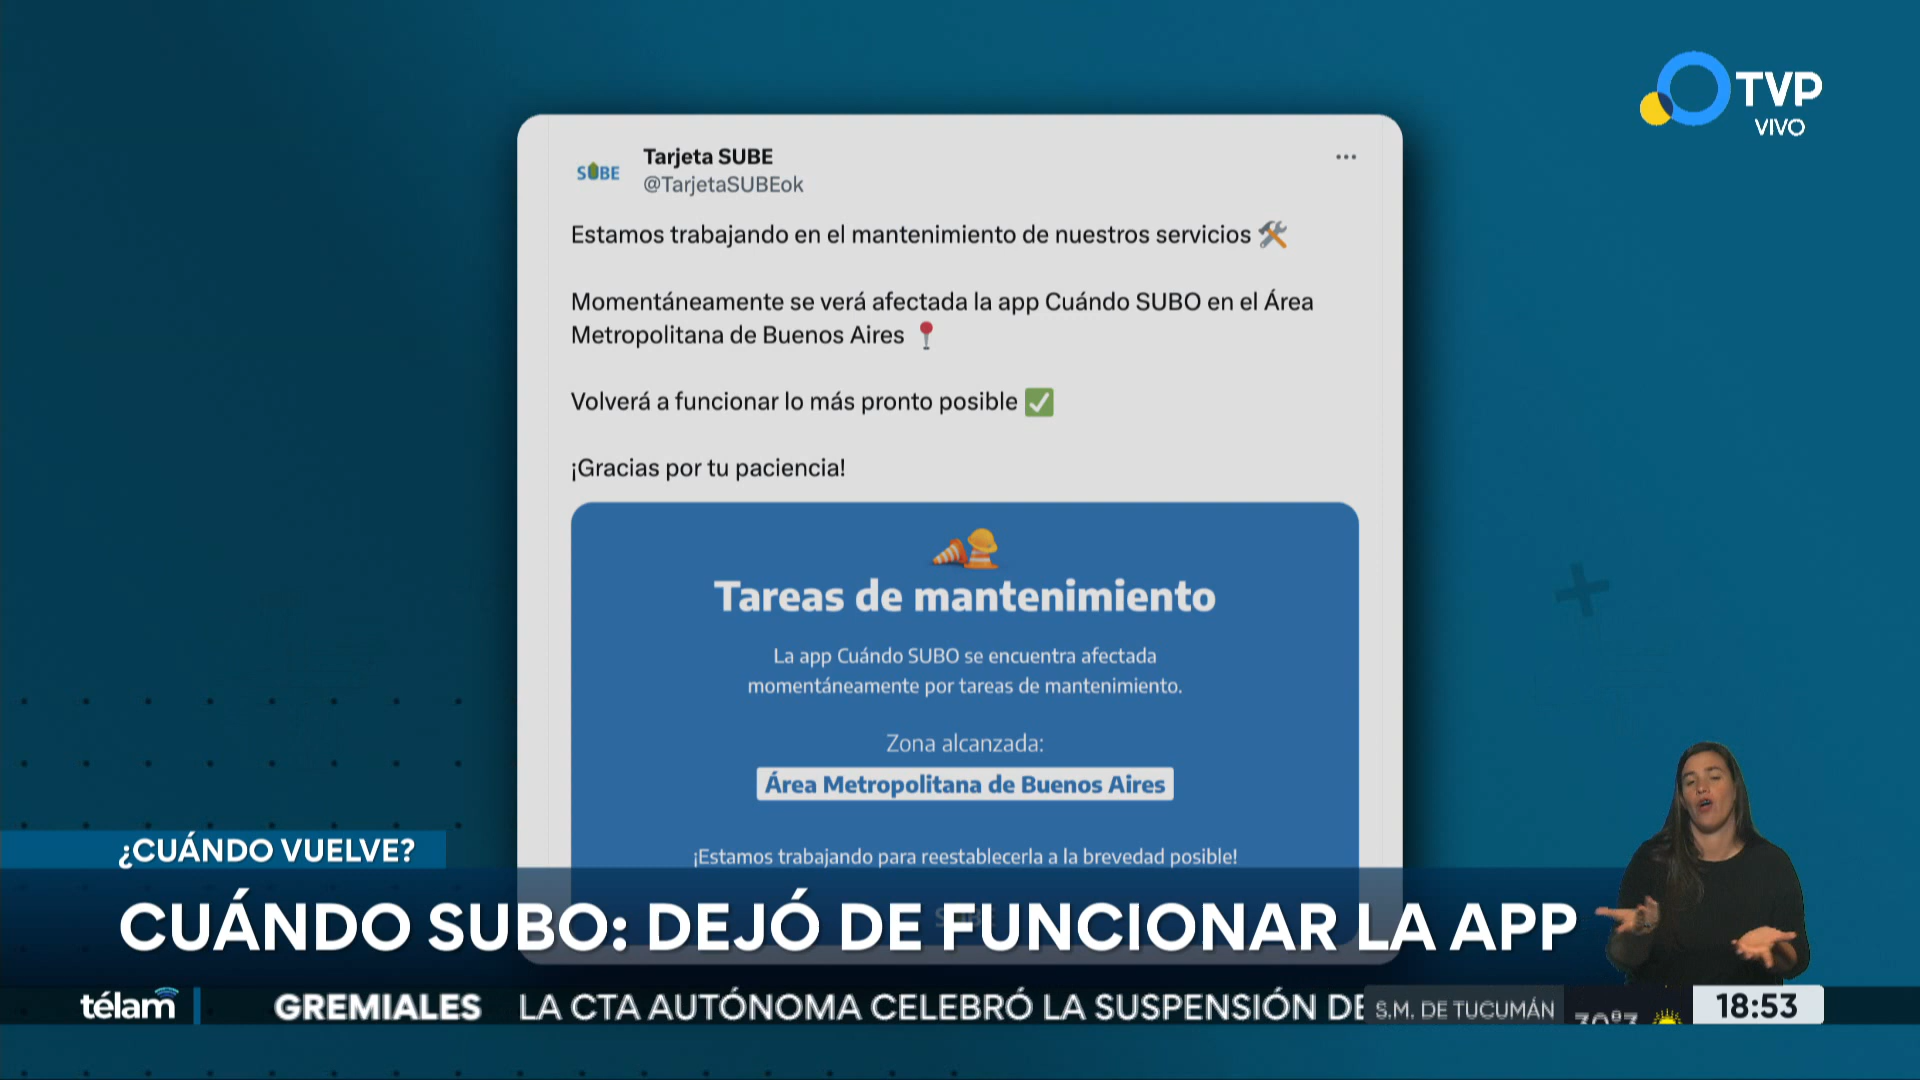 TVP
VIVO
SUBE
Tarjeta SUBE
@TarjetaSUBEok
Estamos trabajando en el mantenimiento de nuestros servicios 🛠️
Momentáneamente se verá afectada la app Cuándo SUBO en el Área
Metropolitana de Buenos Aires 📍
Volverá a funcionar lo más pronto posible ✅
¡Gracias por tu paciencia!
Tareas de mantenimiento
La app Cuándo SUBO se encuentra afectada
momentáneamente por tareas de mantenimiento.
Zona alcanzada:
Área Metropolitana de Buenos Aires
¡Estamos trabajando para reestablecerla a la brevedad posible!
¿CUÁNDO VUELVE?
CUÁNDO SUBO: DEJÓ DE FUNCIONAR LA APP
télam GREMIALES LA CTA AUTÓNOMA CELEBRÓ LA SUSPENSIÓN DE S.M. DE TUCUMÁN 18:53